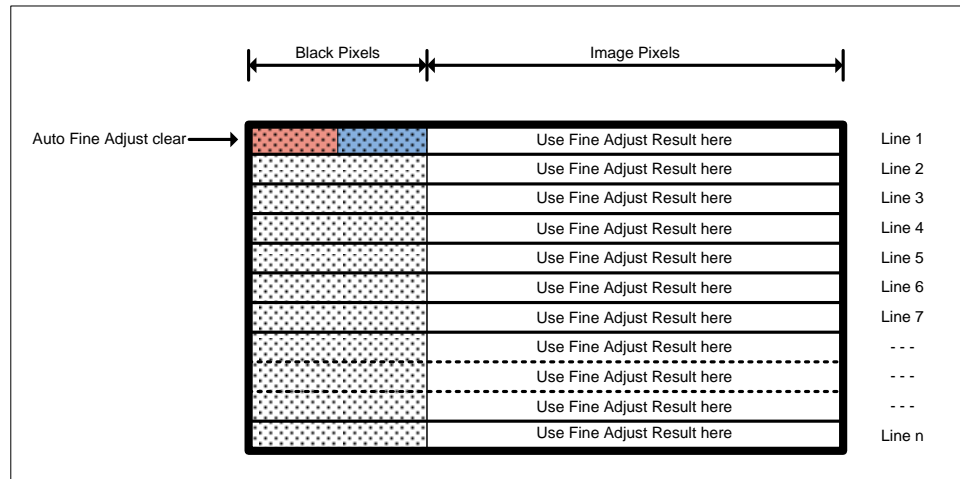 Black Pixels Image Pixels
Auto Fine Adjust clear Use Fine Adjust Result here Line 1
Use Fine Adjust Result here Line 2
Use Fine Adjust Result here Line 3
Use Fine Adjust Result here Line 4
Use Fine Adjust Result here Line 5
Use Fine Adjust Result here Line 6
Use Fine Adjust Result here Line 7
Use Fine Adjust Result here - - -
Use Fine Adjust Result here - - -
Use Fine Adjust Result here - - -
Use Fine Adjust Result here Line n